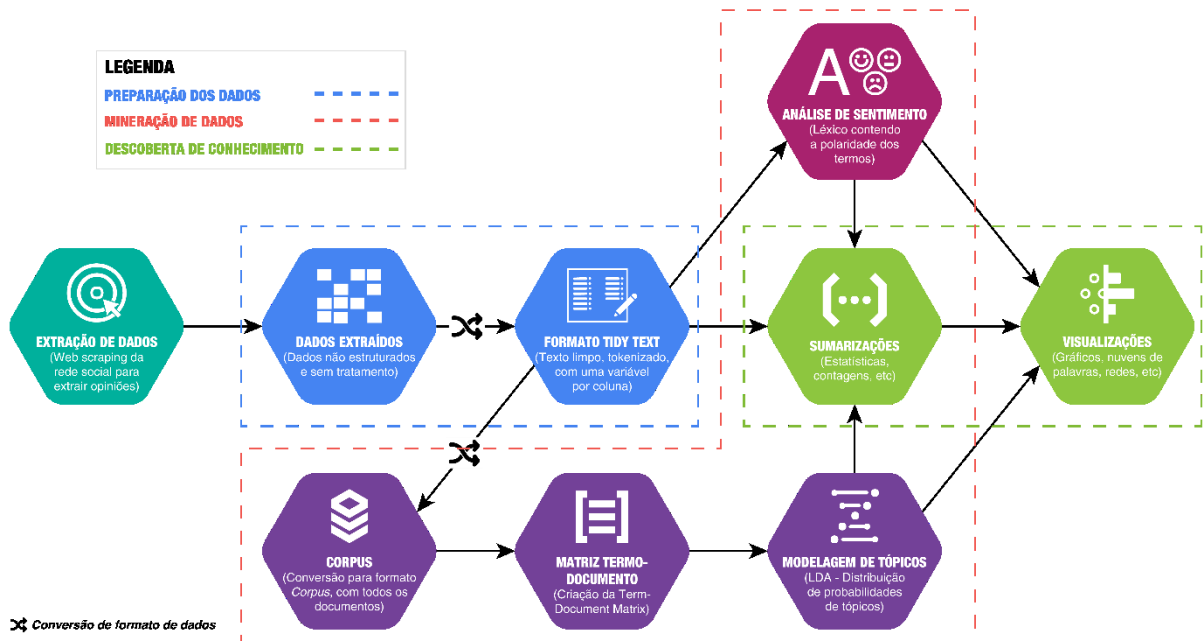 LEGENDA
PREPARAÇÃO DOS DADOS
MINERAÇÃO DE DADOS
DESCOBERTA DE CONHECIMENTO
A
ANÁLISE DE SENTIMENTO
(Léxico contendo
a polaridade dos
termos)
EXTRAÇÃO DE DADOS
(Web scraping da
rede social para
extrair opiniões)
DADOS EXTRAÍDOS
(Dados não estruturados
e sem tratamento)
FORMATO TIDY TEXT
(Texto limpo, tokenizado,
com uma variável
por coluna)
SUMARIZAÇÕES
(Estatísticas,
contagens, etc)
VISUALIZAÇÕES
(Gráficos, nuvens de
palavras, redes, etc)
CORPUS
(Conversão para formato
Corpus, com todos os
documentos)
MATRIZ TERMO-
DOCUMENTO
(Criação da Term-
Document Matrix)
MODELAGEM DE TÓPICOS
(LDA - Distribuição
de probabilidades
de tópicos)
Conversão de formato de dados